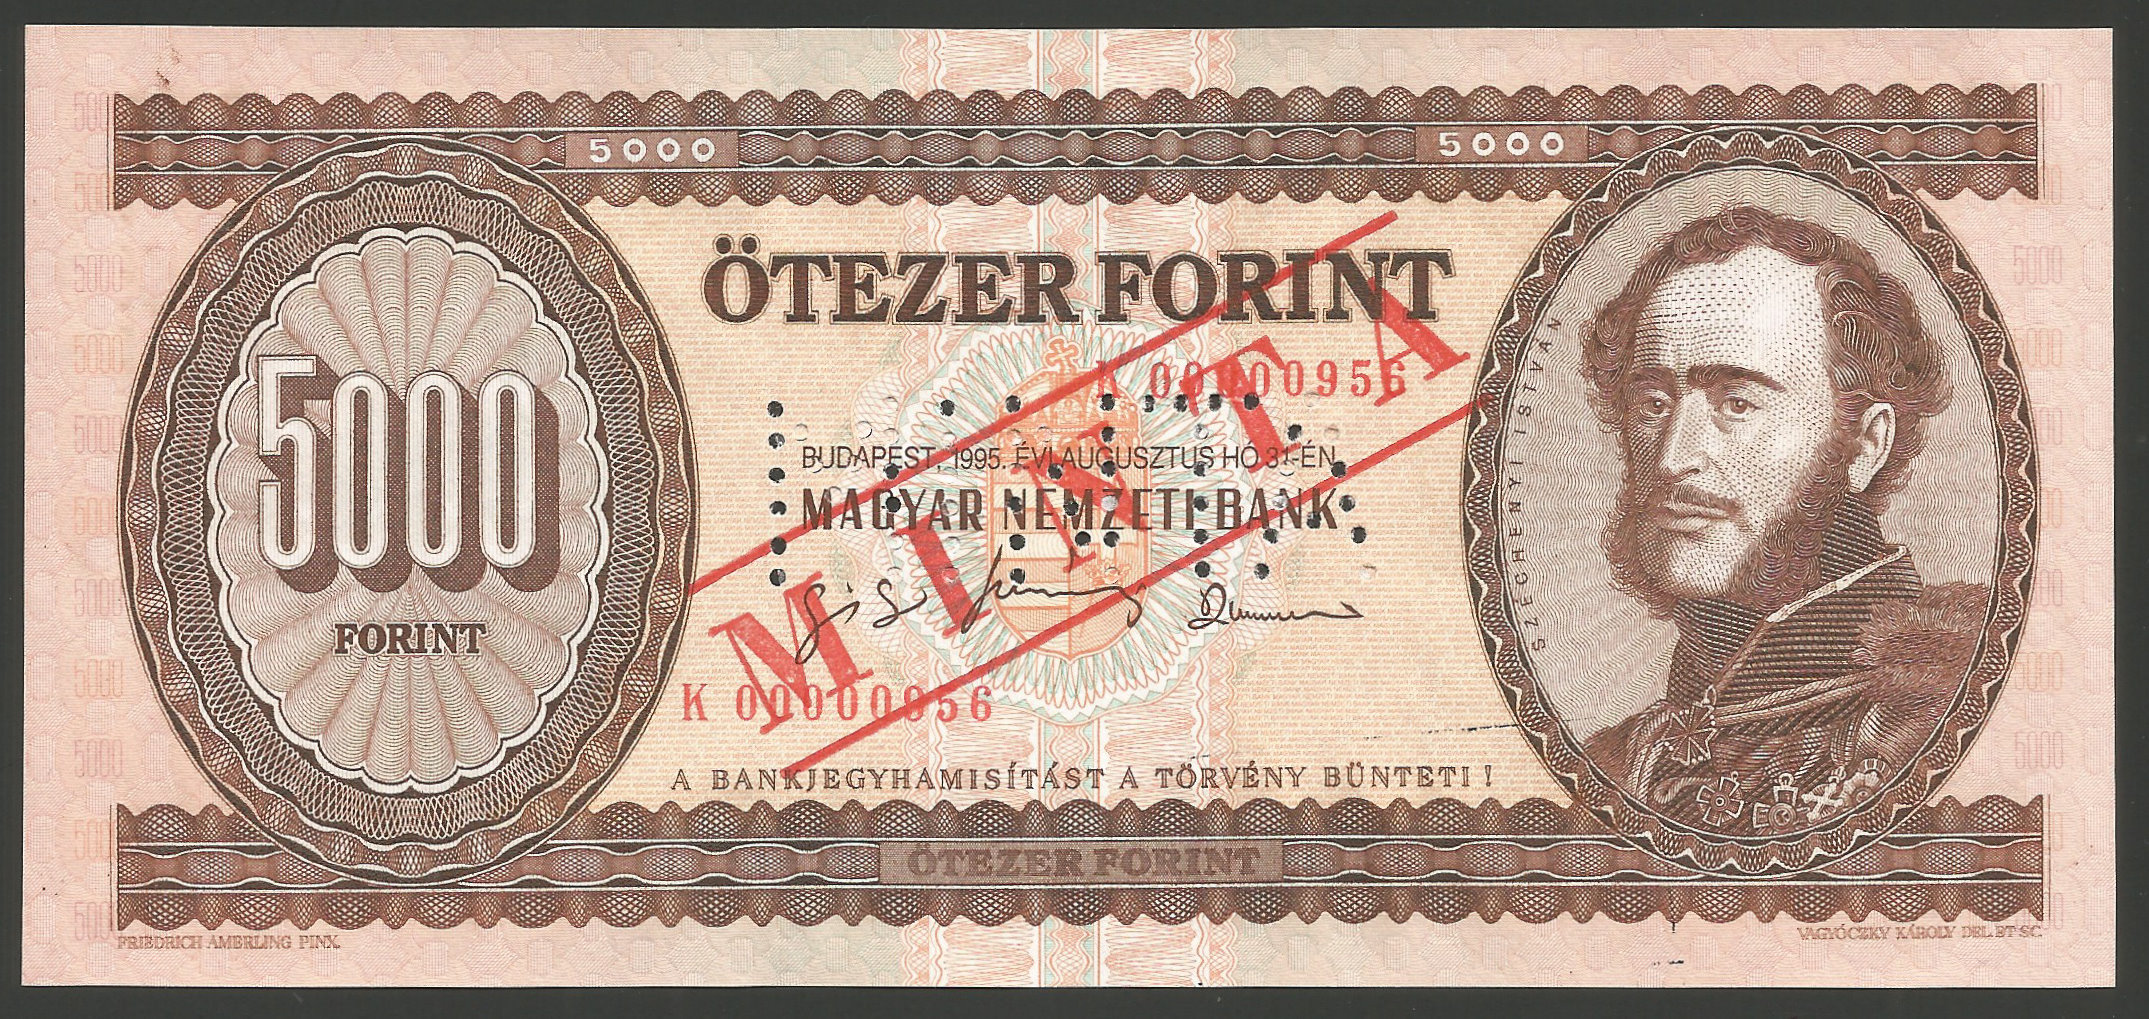 5000
5000
ÖTEZER FORINT
K 00000956
BUDAPEST, 1995. ÉVI AUGUSZTUS HÓ 31-ÉN
MAGYAR NEMZETI BANK
MINTA
5000
FORINT
SZÉCHENYI ISTVÁN
K 00000956
A BANKJEGYHAMISÍTÁST A TÖRVÉNY BÜNTETI !
ÖTEZER FORINT
FRIEDRICH AMERLING PINX.
VAGYÓCZKY KÁROLY DEL. ET SC.